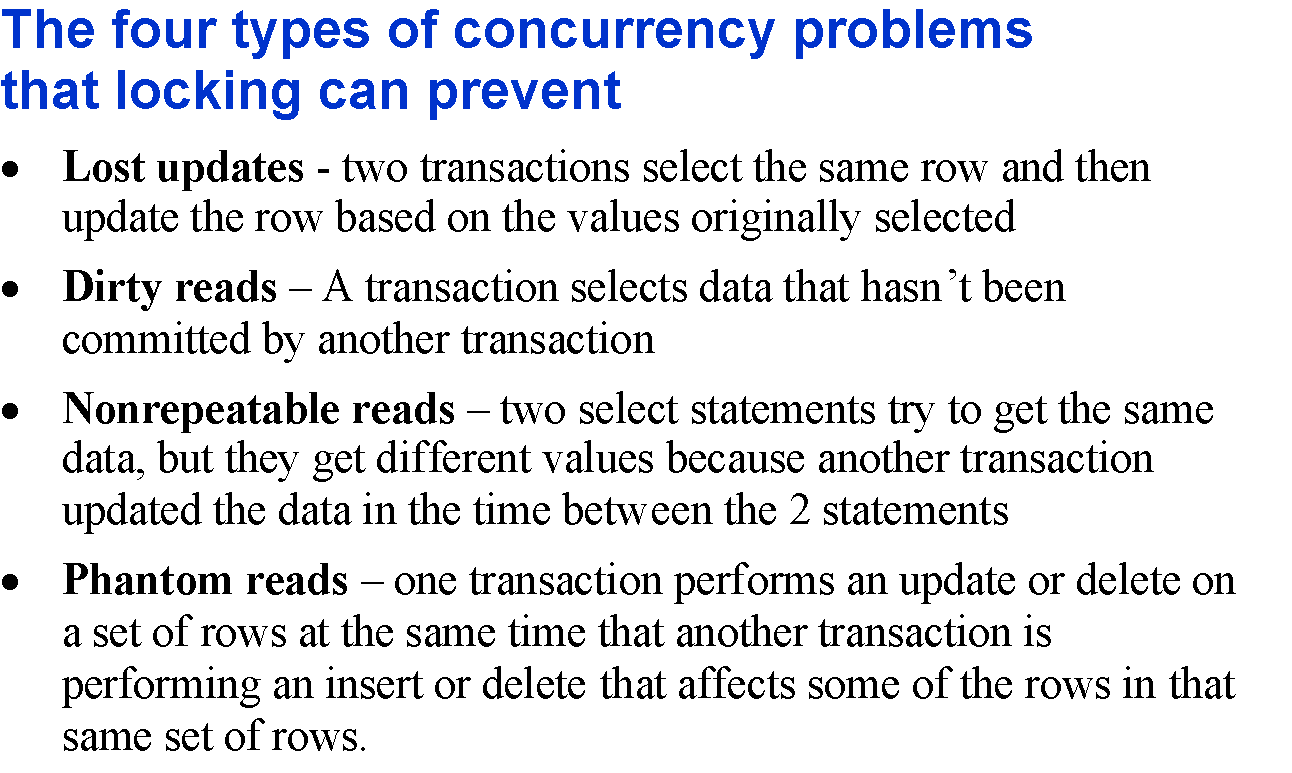 The four types of concurrency problems
that locking can prevent
• Lost updates - two transactions select the same row and then
update the row based on the values originally selected
• Dirty reads – A transaction selects data that hasn’t been
committed by another transaction
• Nonrepeatable reads – two select statements try to get the same
data, but they get different values because another transaction
updated the data in the time between the 2 statements
• Phantom reads – one transaction performs an update or delete on
a set of rows at the same time that another transaction is
performing an insert or delete that affects some of the rows in that
same set of rows.